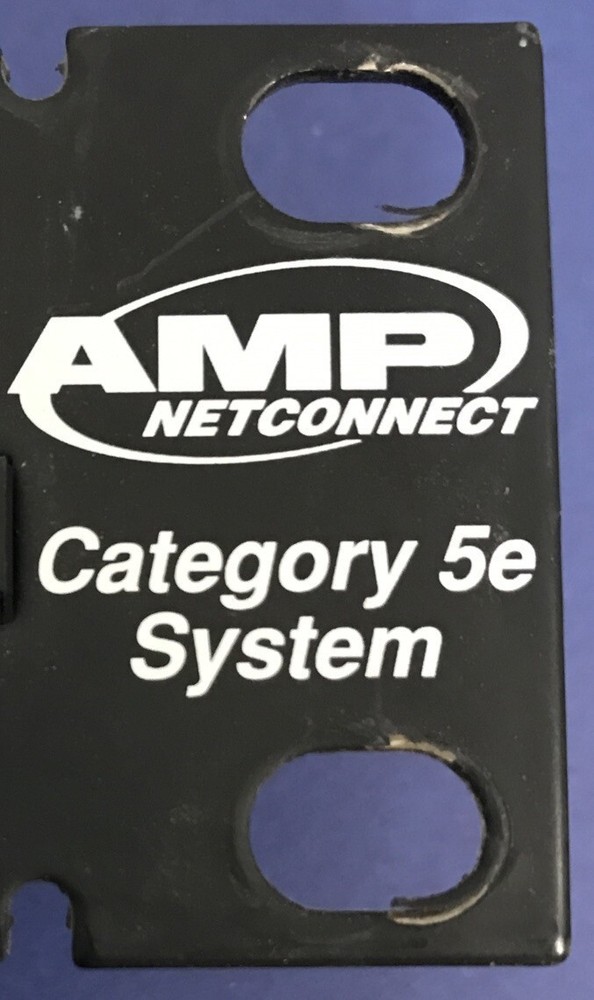 AMP
NETCONNECT
Category 5e
System